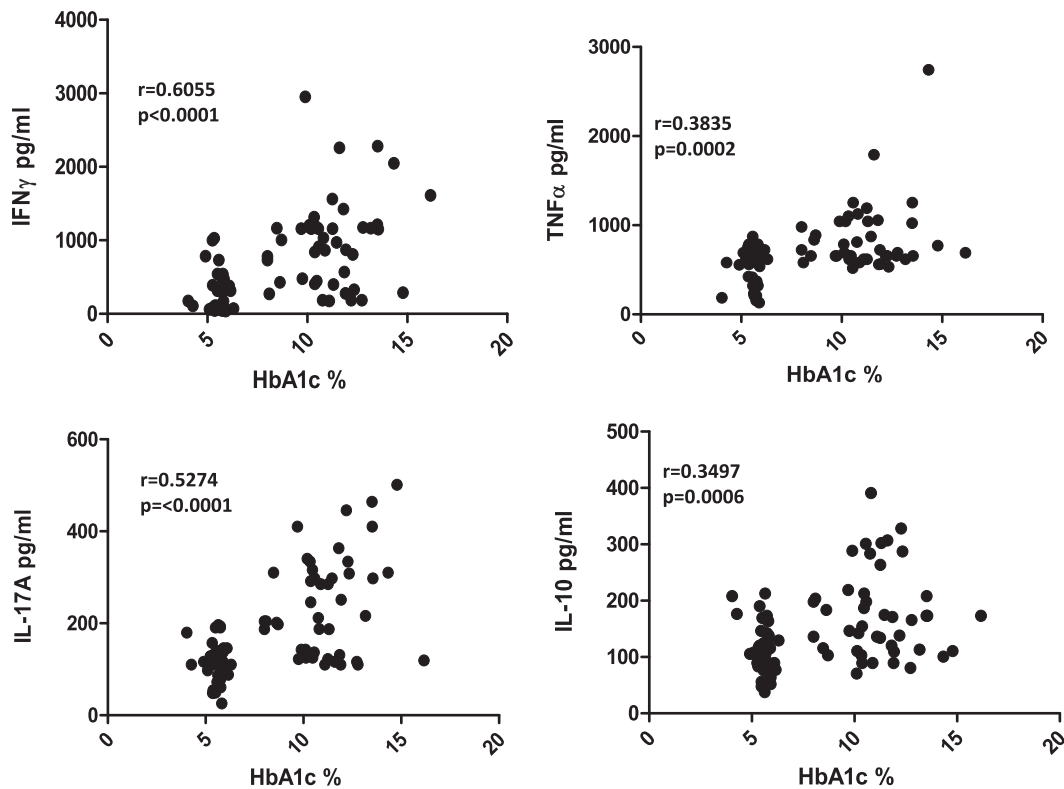 4000
3000
2000
1000
0
IFNγ pg/ml
r=0.6055
p<0.0001
0
5
10
15
20
HbA1c %
3000
2000
1000
0
TNFα pg/ml
r=0.3835
p=0.0002
0
5
10
15
20
HbA1c %
600
400
200
0
IL-17A pg/ml
r=0.5274
p=<0.0001
0
5
10
15
20
HbA1c %
500
400
300
200
100
0
IL-10 pg/ml
r=0.3497
p=0.0006
0
5
10
15
20
HbA1c %